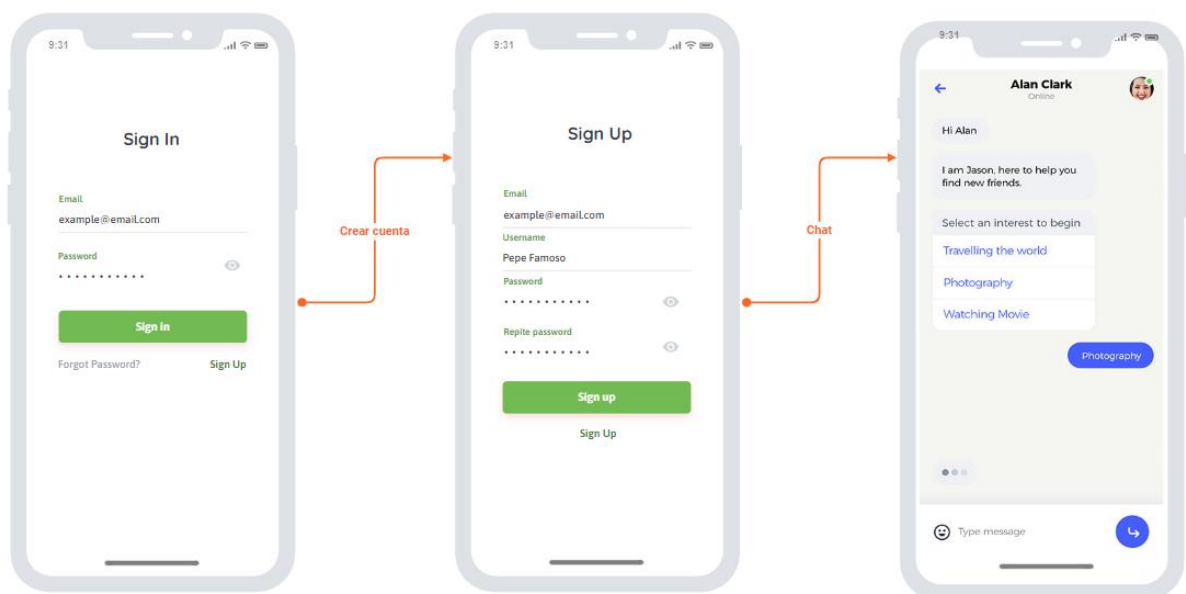 9:31
Sign In
Email
example@email.com
Password
Sign in
Forgot Password? Sign Up
Crear cuenta
9:31
Sign Up
Email
example@email.com
Username
Pepe Famoso
Password
Repite password
Sign up
Sign Up
Chat
9:31
Alan Clark
Online
Hi Alan
I am Jason, here to help you
find new friends.
Select an interest to begin
Travelling the world
Photography
Watching Movie
Photography
Type message